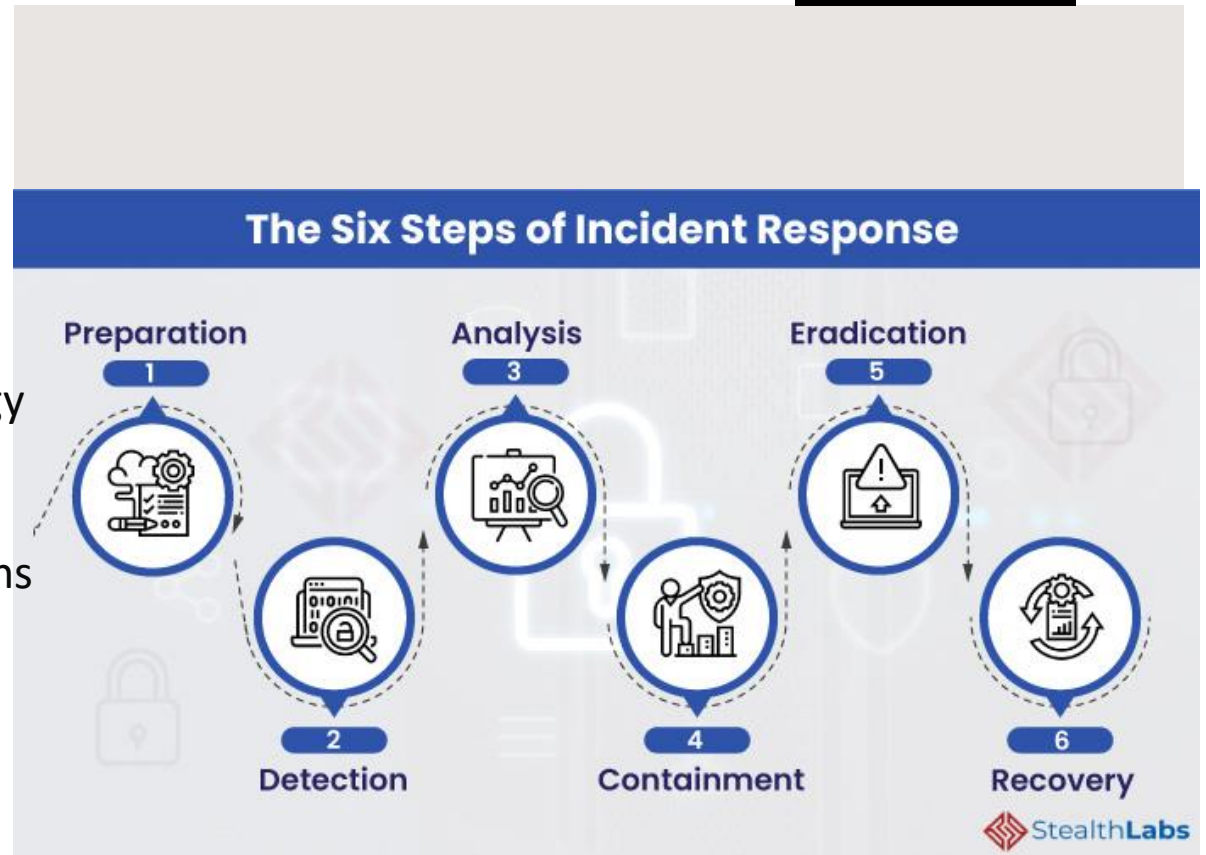 The Six Steps of Incident Response
Preparation
1
Analysis
3
Eradication
5
2
Detection
4
Containment
6
Recovery
StealthLabs